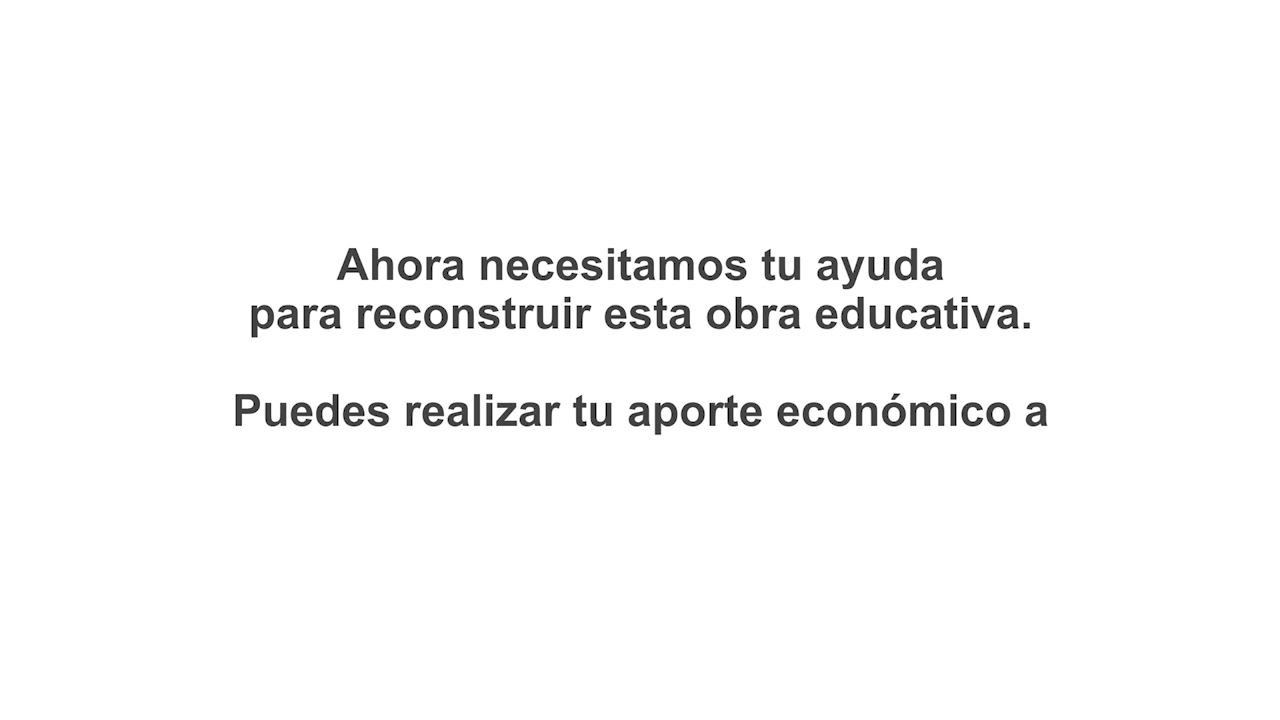 Ahora necesitamos tu ayuda
para reconstruir esta obra educativa.
Puedes realizar tu aporte económico a